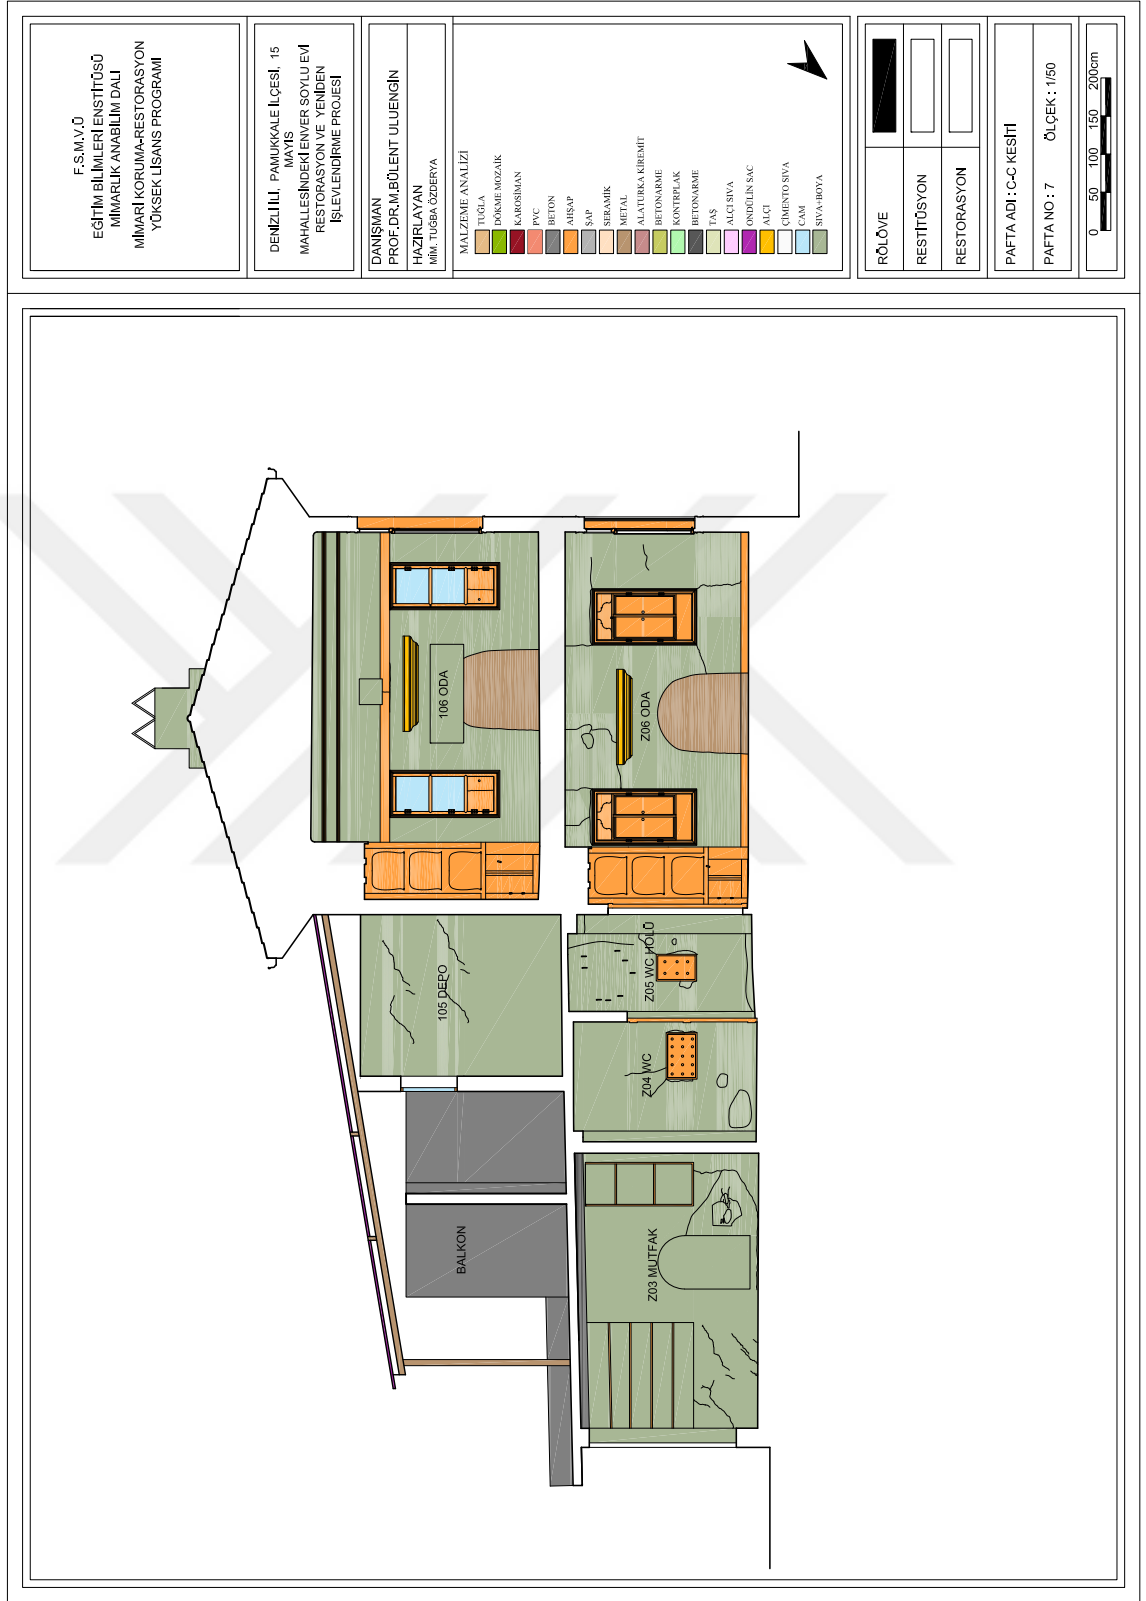 F.S.M.V.Ü
EĞİTİM BİLİMLERİ ENSTİTÜSÜ
MİMARLIK ANABİLİM DALI
MİMARİ KORUMA-RESTORASYON
YÜKSEK LİSANS PROGRAMI
DENİZLİ İLİ, PAMUKKALE İLÇESİ, 15
MAYIS
MAHALLESİNDEKİ ENVER SOYLU EVİ
RESTORASYON VE YENİDEN
İŞLEVLENDİRME PROJESİ
DANIŞMAN
PROF.DR.M.BÜLENT ULUENGİN
HAZIRLAYAN
MİM. TUĞBA ÖZDERYA
MALZEME ANALİZİ
TUĞLA
DÖKME MOZAİK
KAROSİMAN
PVC
BETON
AHŞAP
ŞAP
SERAMİK
METAL
ALATURKA KİREMİT
BETONARME
KONTRPLAK
BETONARME
TAŞ
ALÇI SIVA
ONDÜLİN SAC
ALÇI
ÇİMENTO SIVA
CAM
SIVA+BOYA
RÖLÖVE
RESTİTÜSYON
RESTORASYON
PAFTA ADI : C-C KESİTİ
PAFTA NO : 7 ÖLÇEK : 1/50
0 50 100 150 200cm
106 ODA
Z06 ODA
105 DEPO
Z05 WC HOLÜ
Z04 WC
BALKON
Z03 MUTFAK